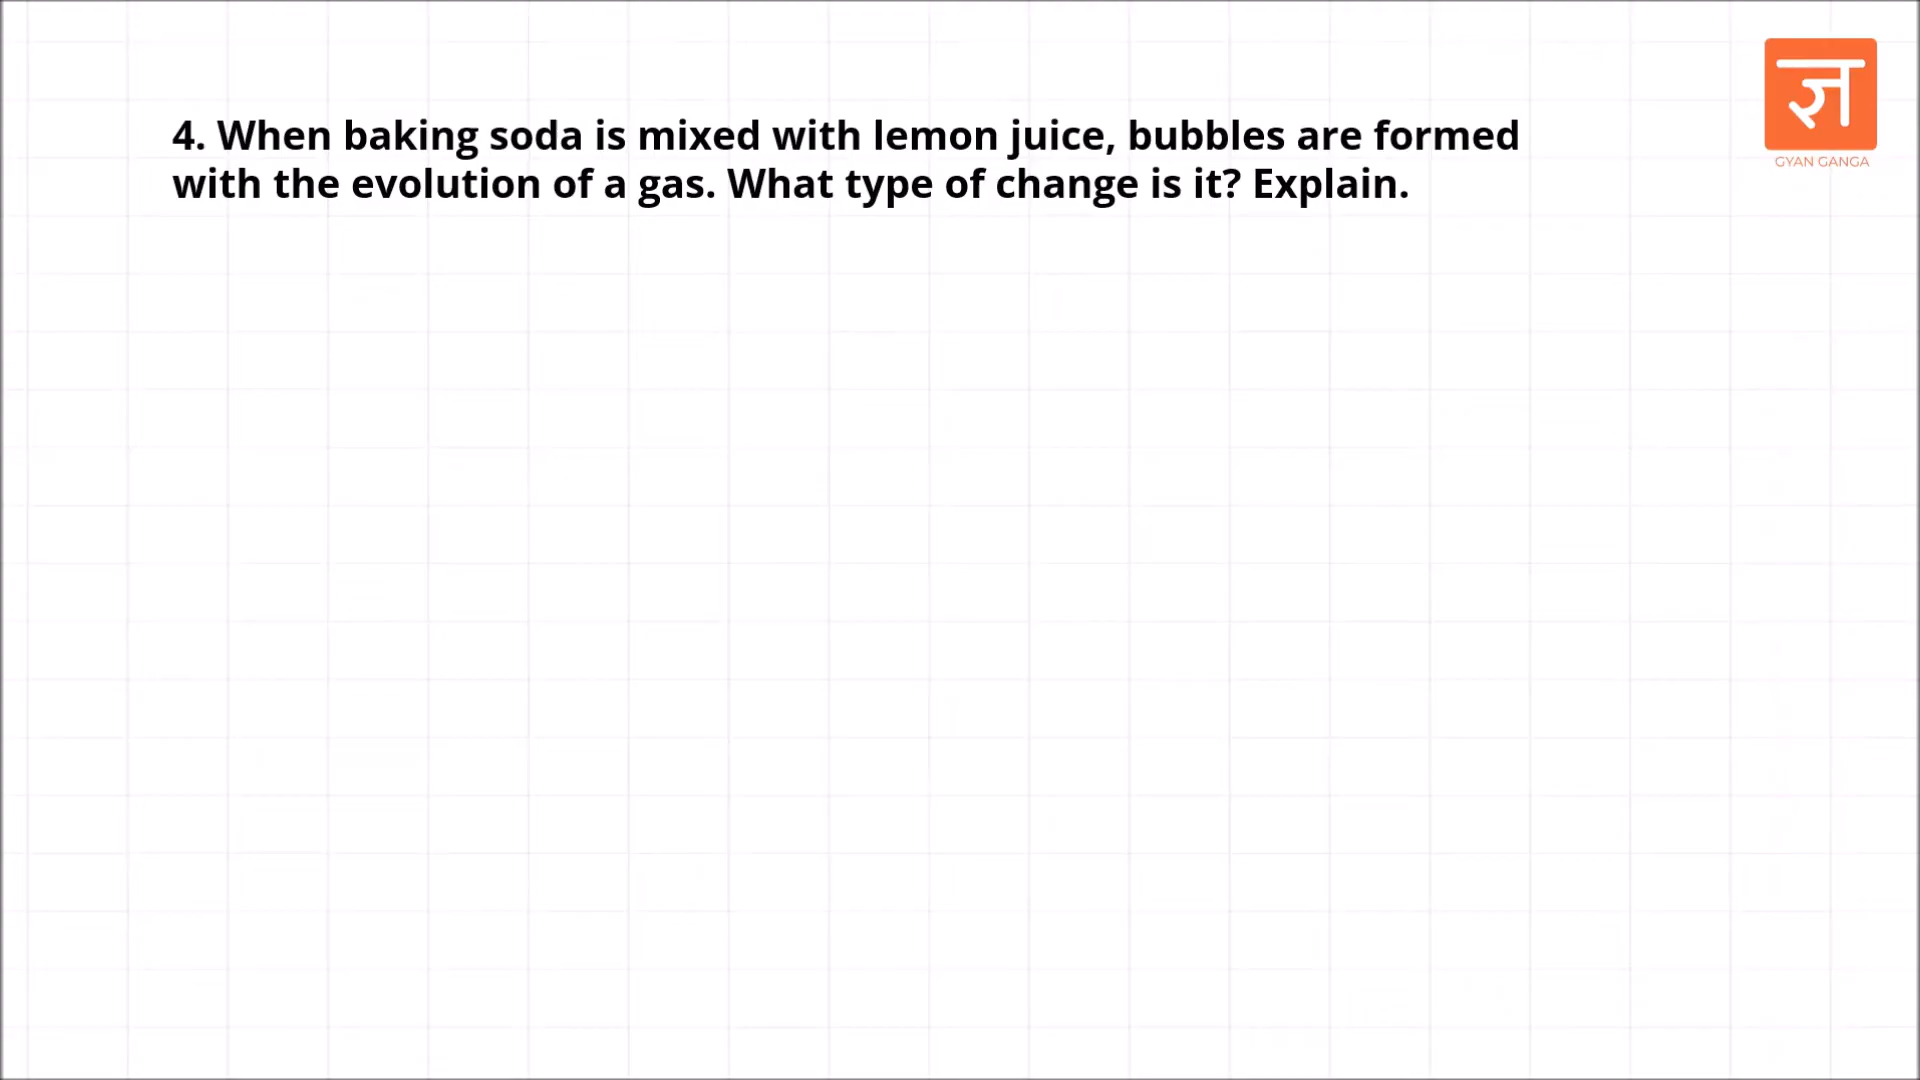 4. When baking soda is mixed with lemon juice, bubbles are formed
with the evolution of a gas. What type of change is it? Explain.
ज्ञ
GYAN GANGA